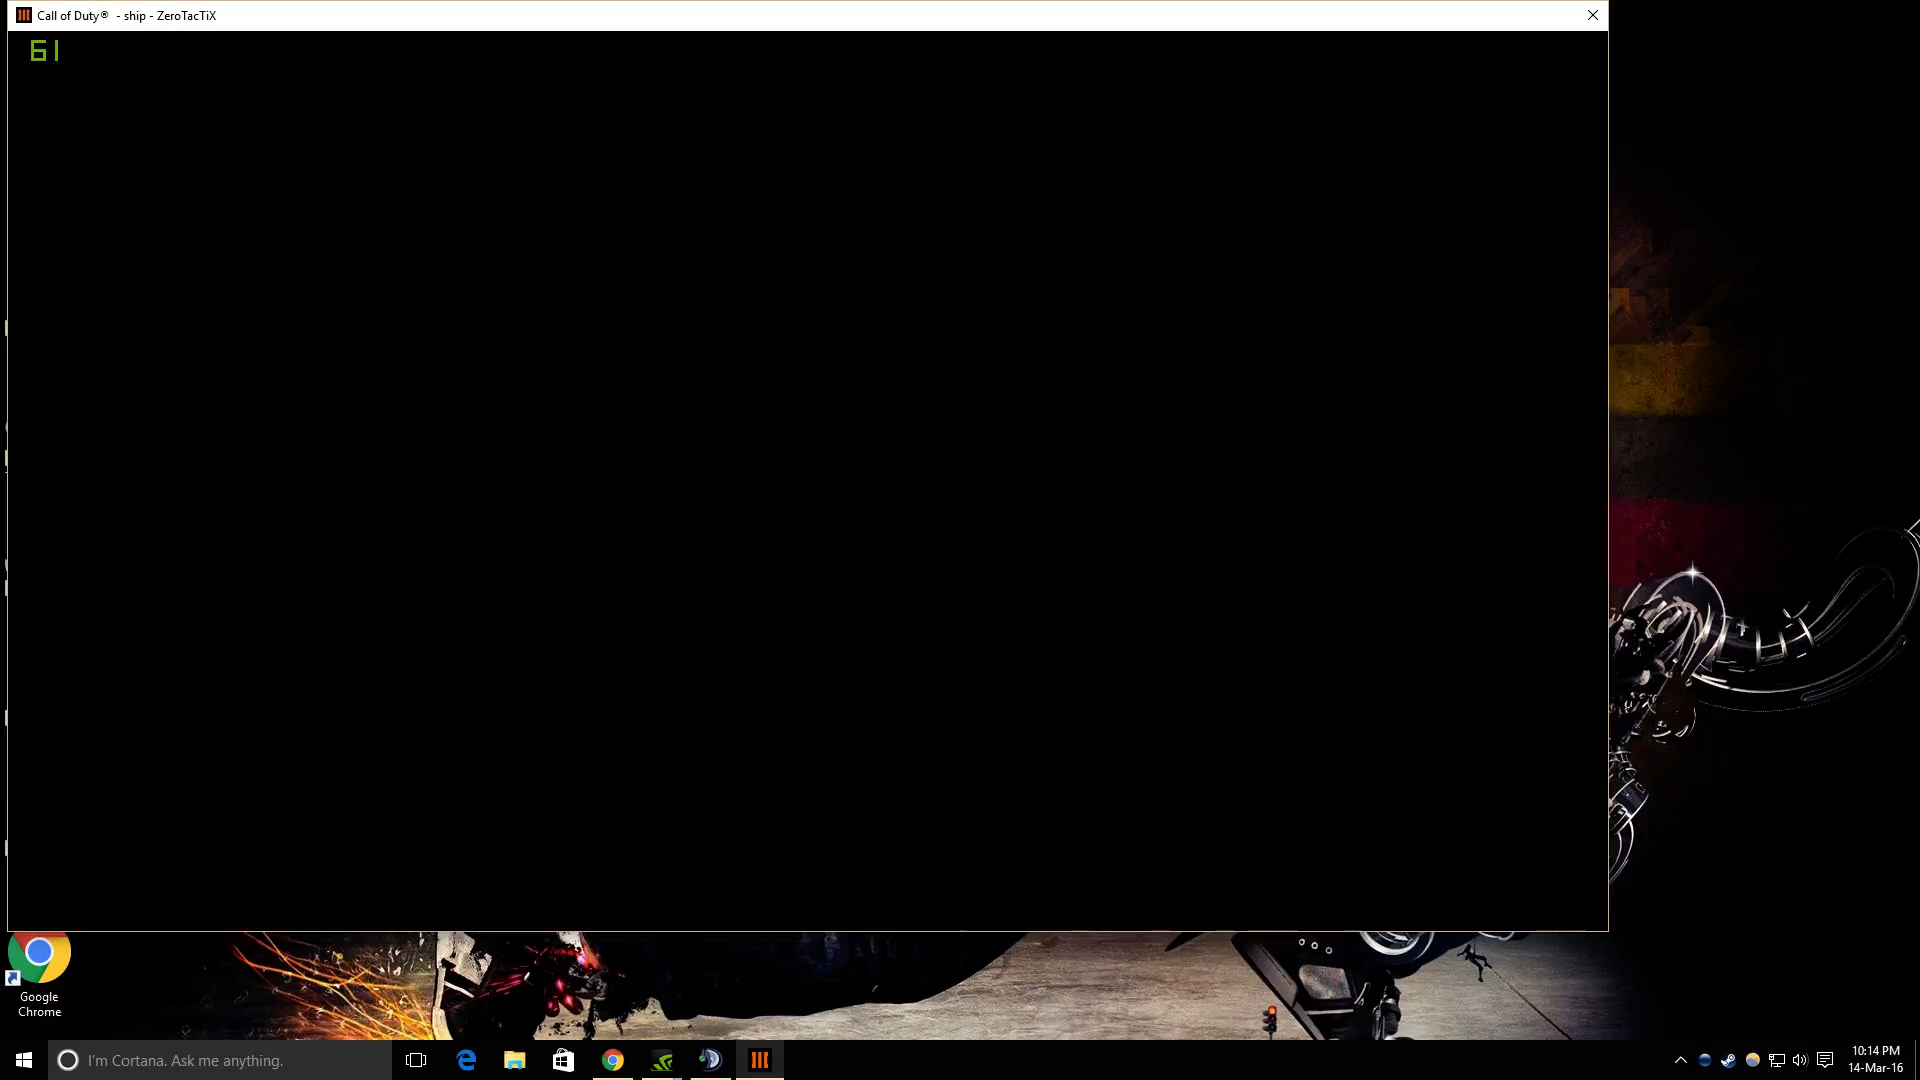 Call of Duty® - ship - ZeroTacTiX
61
Google
Chrome
I'm Cortana. Ask me anything.
10:14 PM
14-Mar-16